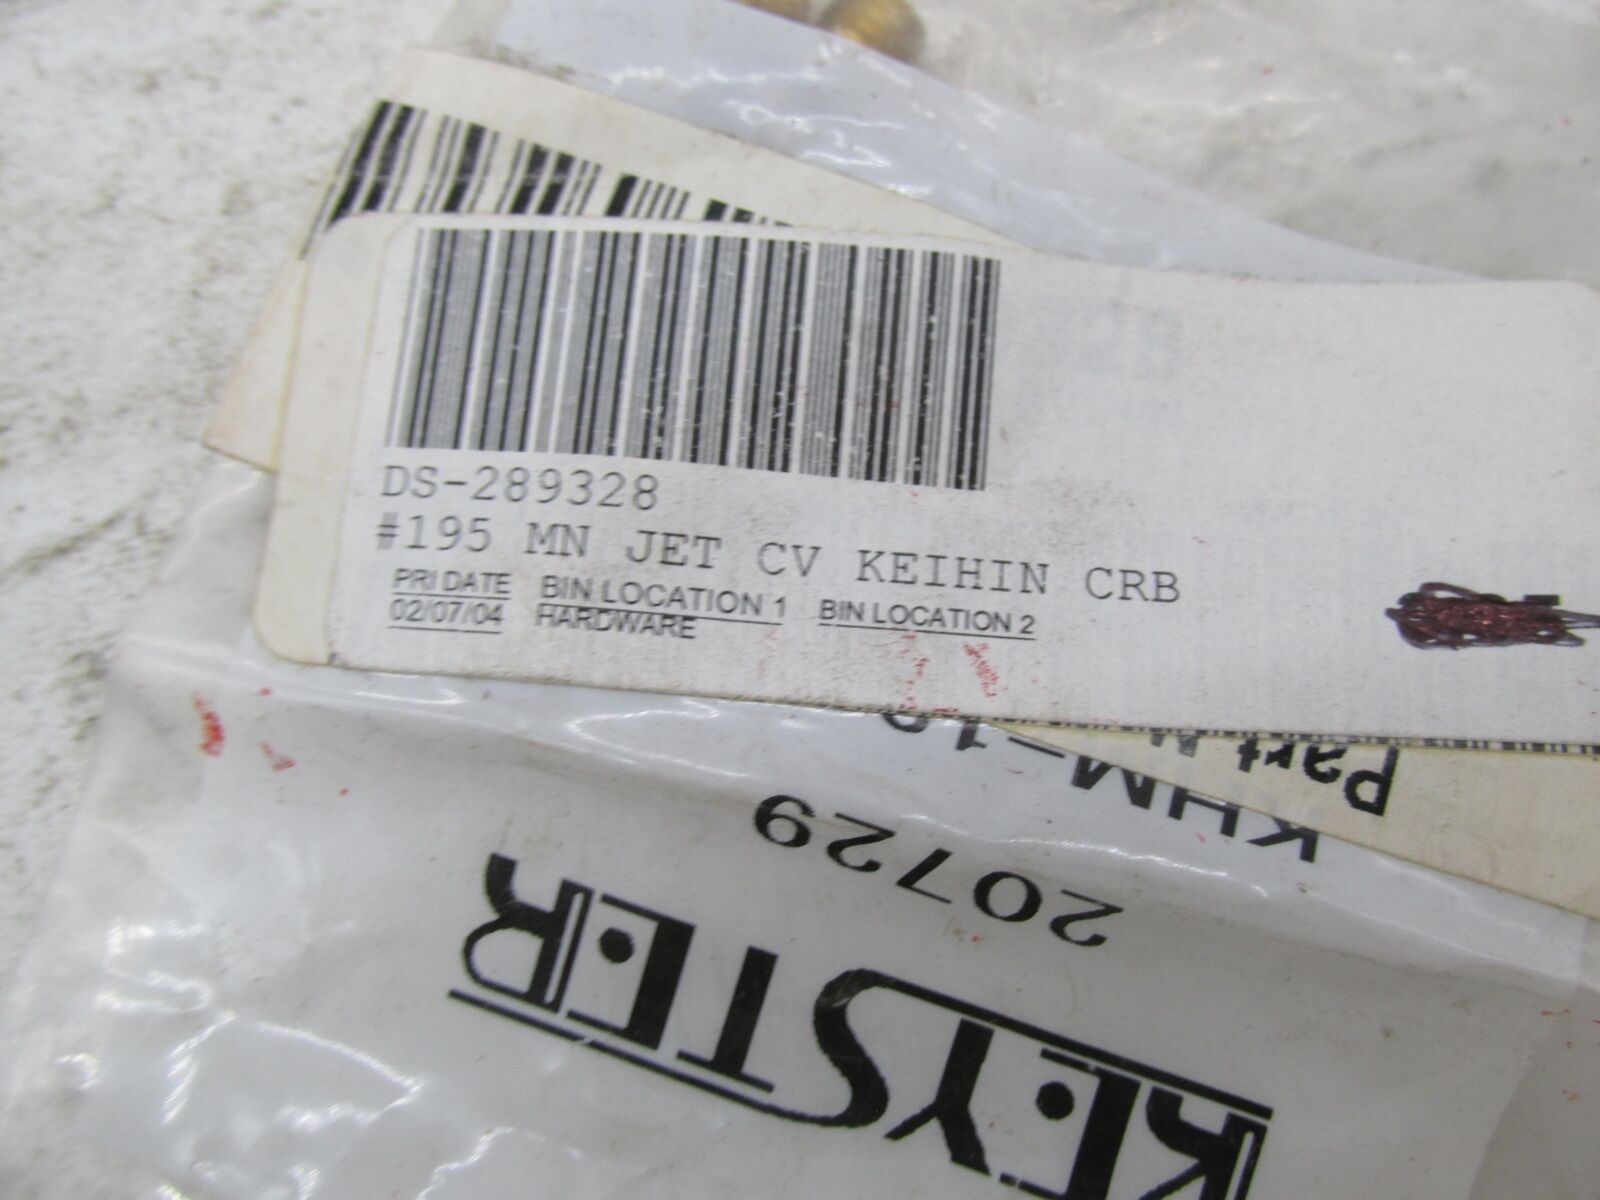 DS-289328
#195 MN JET CV KEIHIN CRB
PRI DATE BIN LOCATION 1 BIN LOCATION 2
02/07/04 HARDWARE
Part
KHM-19
20729
KEYSTER